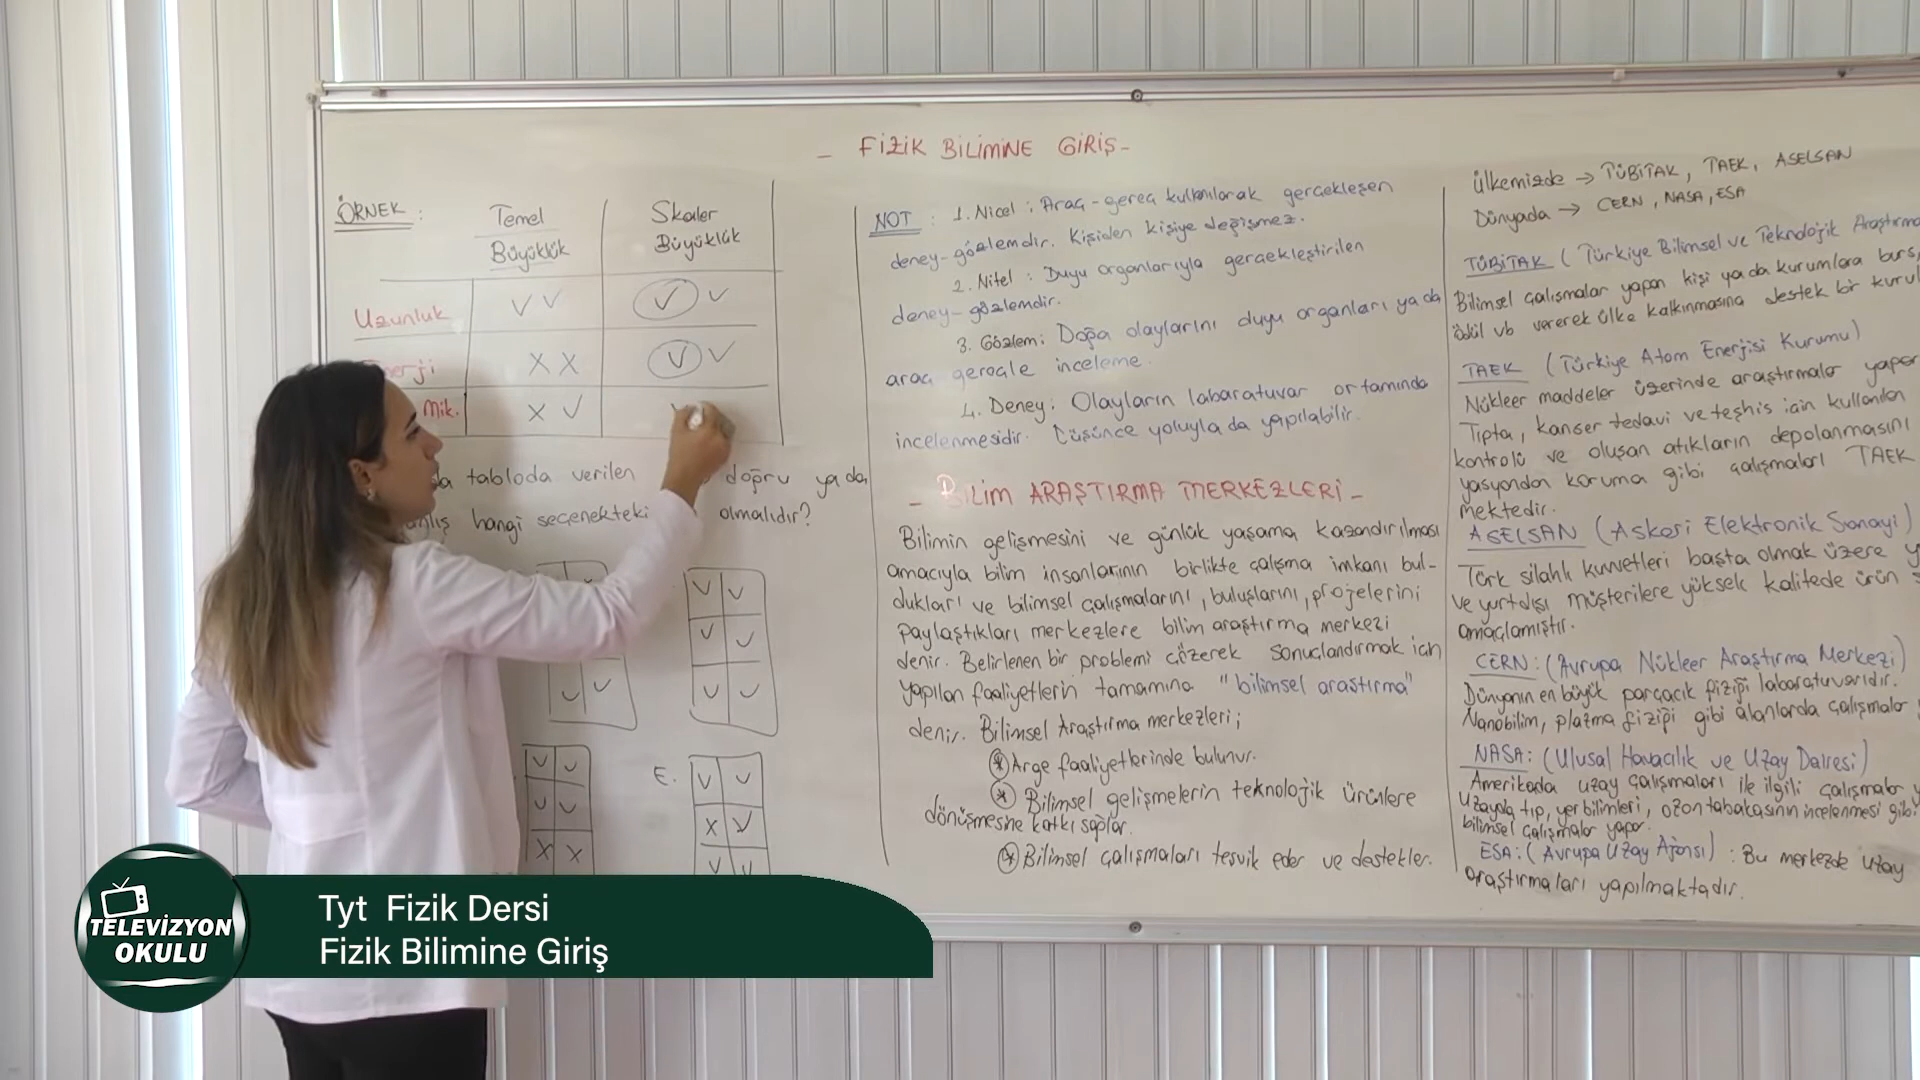 - FİZİK BİLİMİNE GİRİŞ -
ÖRNEK :
Temel
Büyüklük
Skaler
Büyüklük
Uzunluk
✓ ✓
✓ ✓
erji
X X
✓ ✓
Mik.
X ✓
da tabloda verilen doğru ya da
anlış hangi seçenekteki olmalıdır?
✓
✓ ✓
✓ ✓
✓ ✓
✓ ✓
✓ ✓
✓ ✓
✓ ✓
X X
E.
✓ ✓
X ✓
✓ ✓
NOT : 1. Nicel : Araç-gereç kullanılarak gerçekleşen
deney-gözlemdir. Kişiden kişiye değişmez.
2. Nitel : Duyu organlarıyla gerçekleştirilen
deney-gözlemdir.
3. Gözlem: Doğa olaylarını duyu organları ya da
araç gereçle inceleme.
4. Deney: Olayların labaratuvar ortamında
incelenmesidir. Düşünce yoluyla da yapılabilir.
- BİLİM ARAŞTIRMA MERKEZLERİ -
Bilimin gelişmesini ve günlük yaşama kazandırılması
amacıyla bilim insanlarının birlikte çalışma imkanı bul-
dukları ve bilimsel çalışmalarını, buluşlarını, projelerini
paylaştıkları merkezlere bilim araştırma merkezi
denir. Belirlenen bir problemi çözerek sonuçlandırmak için
yapılan faaliyetlerin tamamına "bilimsel araştırma"
denir. Bilimsel Araştırma merkezleri;
* Arge faaliyetlerinde bulunur.
* Bilimsel gelişmelerin teknolojik ürünlere
dönüşmesine katkı sağlar.
* Bilimsel çalışmaları teşvik eder ve destekler.
Ülkemizde → TÜBİTAK, TAEK, ASELSAN
Dünyada → CERN, NASA, ESA
TÜBİTAK (Türkiye Bilimsel ve Teknolojik Araştırma
Bilimsel çalışmalar yapan kişi ya da kurumlara burs,
ödül vb vererek ülke kalkınmasına destek bir kurul
TAEK (Türkiye Atom Enerjisi Kurumu)
Nükleer maddeler üzerinde araştırmalar yapar
Tıpta, kanser tedavi ve teşhis için kullanılan
kontrolü ve oluşan atıkların depolanmasını
yasyondan koruma gibi çalışmaları TAEK
mektedir.
ASELSAN (Askeri Elektronik Sanayi)
Türk silahlı kuvvetleri başta olmak üzere y
ve yurtdışı müşterilere yüksek kalitede ürün
amaçlamıştır.
CERN: (Avrupa Nükleer Araştırma Merkezi)
Dünyanın en büyük parçacık fiziği labaratuvarıdır.
Nanobilim, plazma fiziği gibi alanlarda çalışmalar
NASA: (Ulusal Havacılık ve Uzay Dairesi)
Amerikada uzay çalışmaları ile ilgili çalışmalar y
Uzayda tıp, yer bilimleri, ozon tabakasının incelenmesi gibi
bilimsel çalışmalar yapar.
ESA: (Avrupa Uzay Ajansı) : Bu merkezde uzay
araştırmaları yapılmaktadır.
TELEVİZYON
OKULU
Tyt Fizik Dersi
Fizik Bilimine Giriş